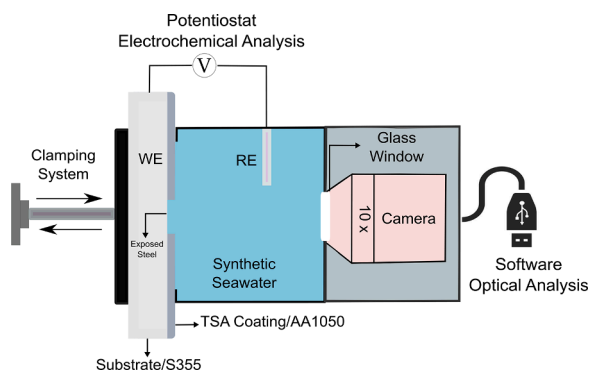 Potentiostat
Electrochemical Analysis
V
Clamping
System
WE
RE
Glass
Window
10 x
Camera
Exposed
Steel
Synthetic
Seawater
Software
Optical Analysis
TSA Coating/AA1050
Substrate/S355